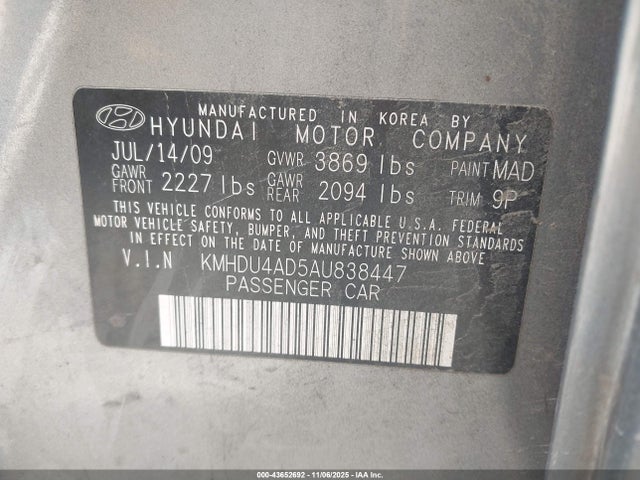 MANUFACTURED IN KOREA BY
HYUNDAI MOTOR COMPANY
JUL/14/09 GVWR 3869 lbs PAINT MAD
GAWR FRONT 2227 lbs GAWR REAR 2094 lbs TRIM 9P
THIS VEHICLE CONFORMS TO ALL APPLICABLE U.S.A. FEDERAL
MOTOR VEHICLE SAFETY, BUMPER, AND THEFT PREVENTION STANDARDS
IN EFFECT ON THE DATE OF MANUFACTURE SHOWN ABOVE.
V.I.N KMHDU4AD5AU838447
PASSENGER CAR
000-43652692 - 11/06/2025 - IAAI.com